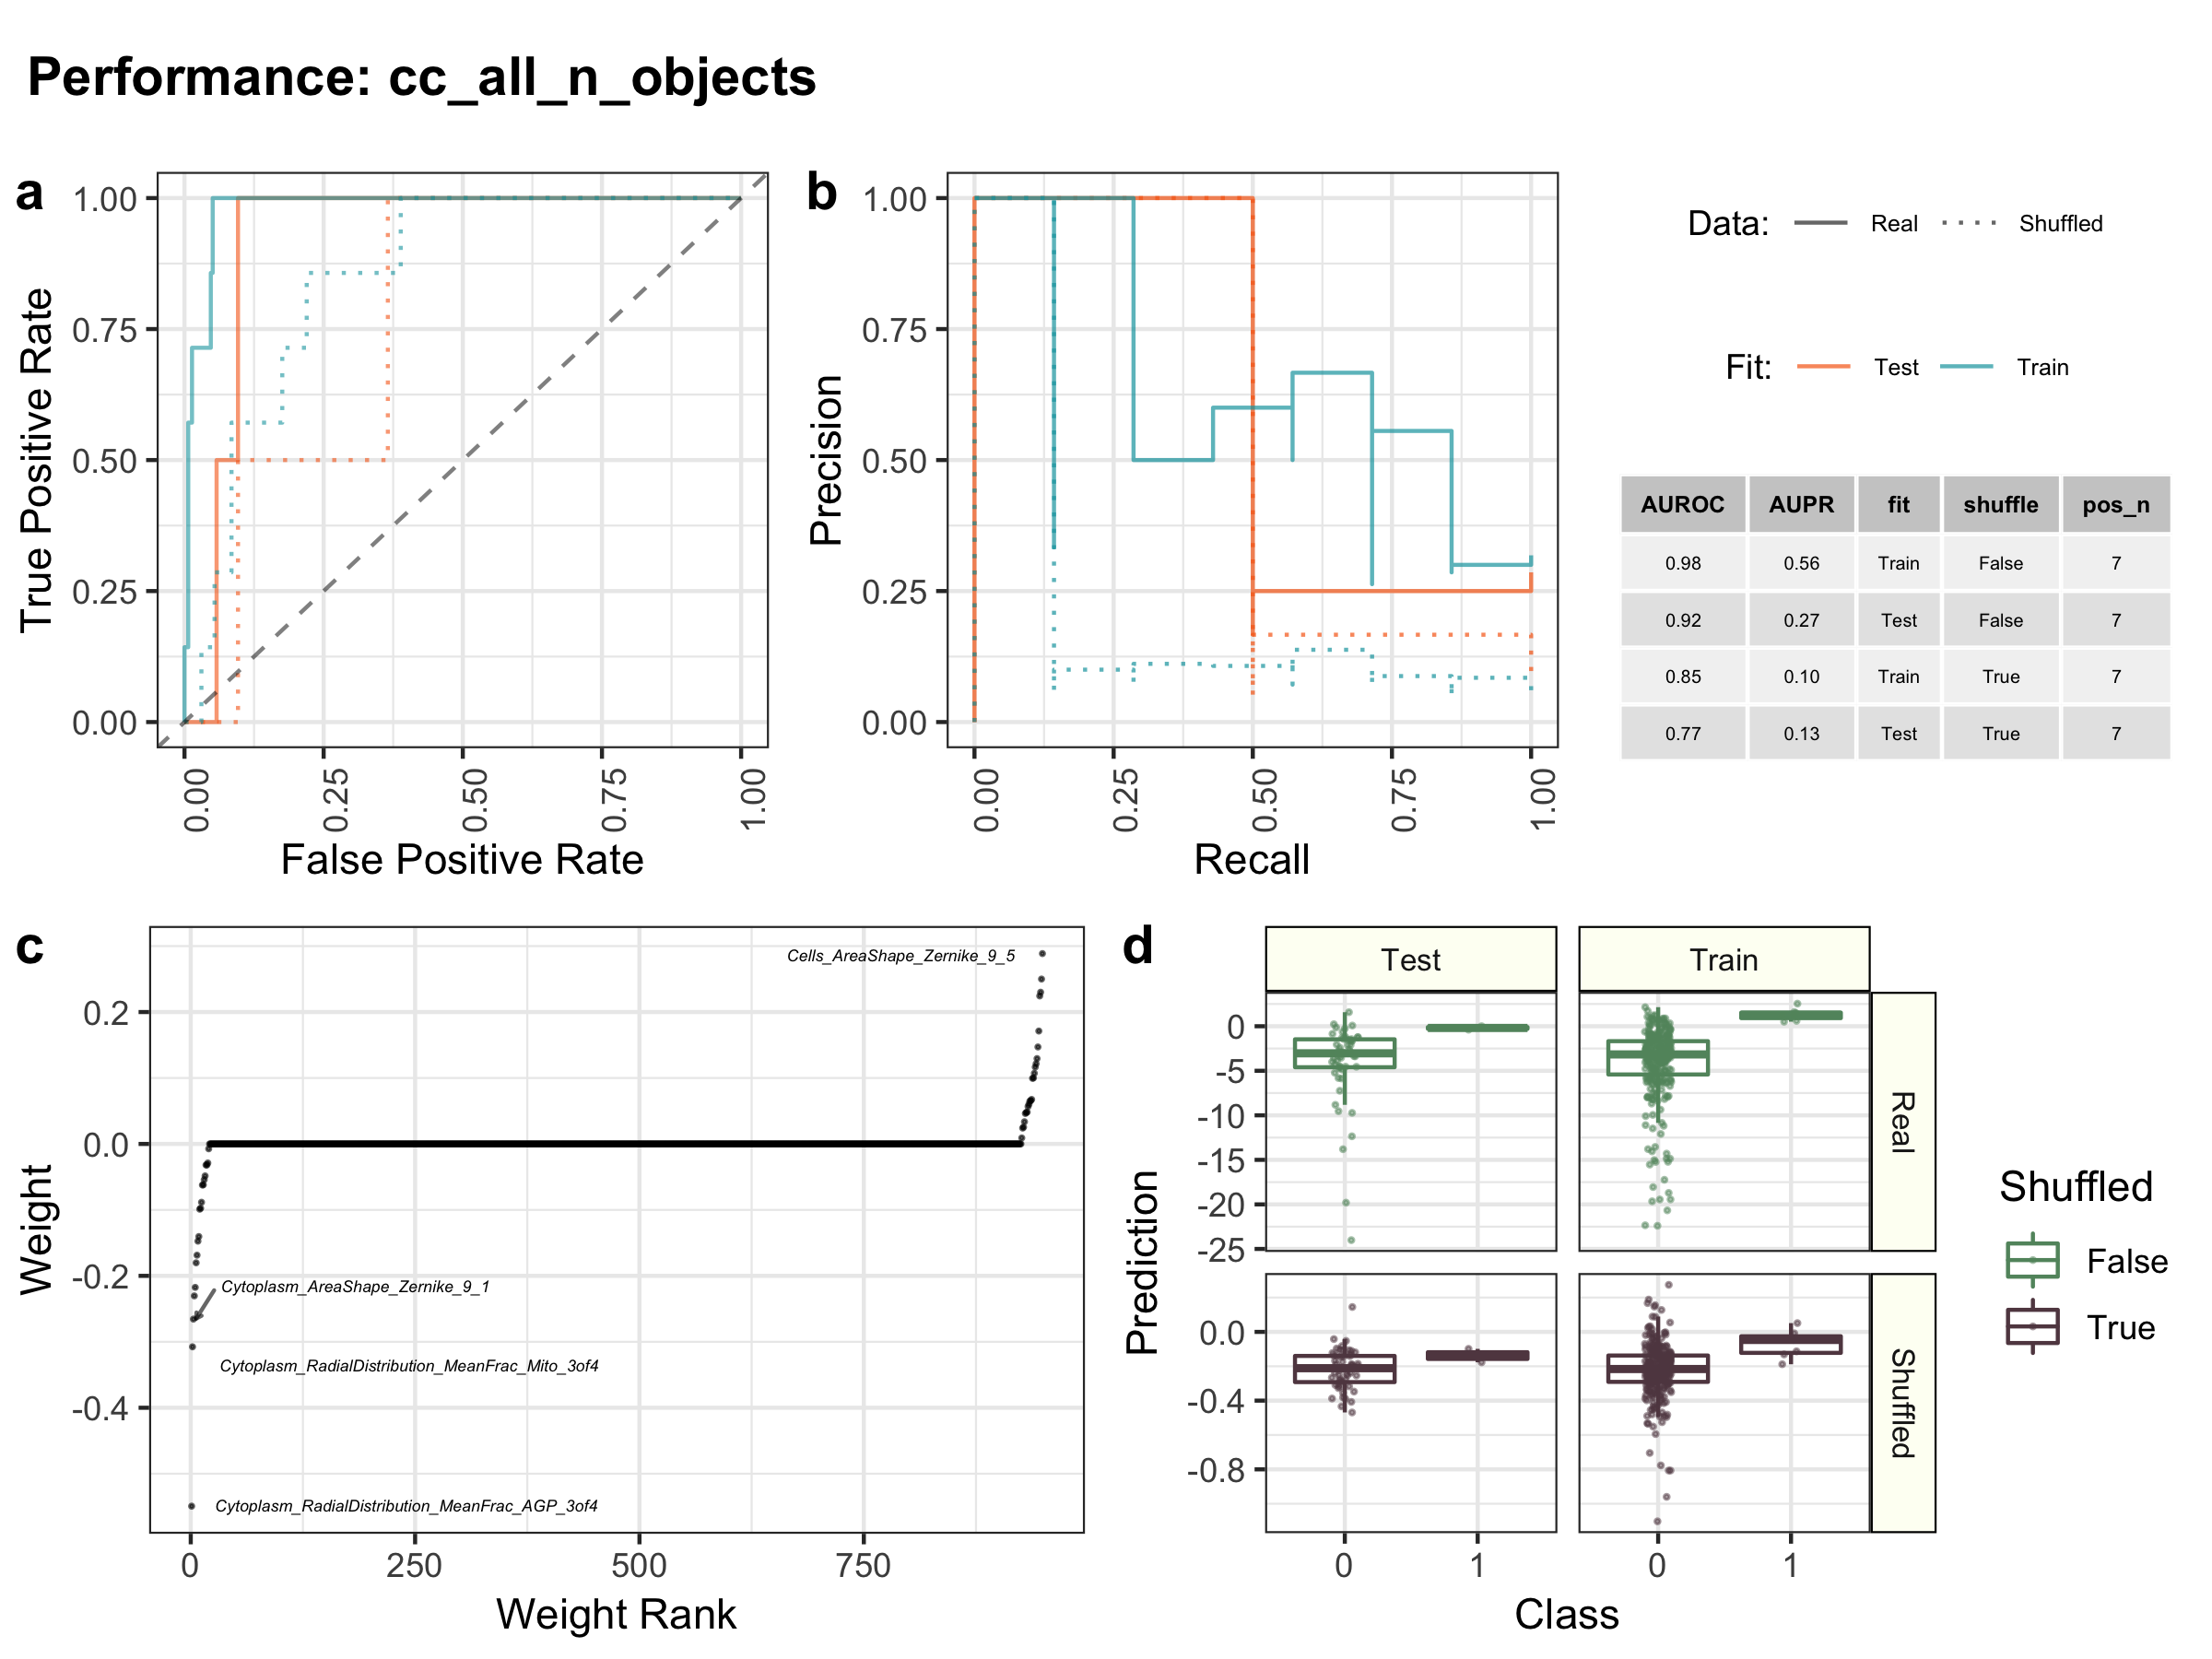 Performance: cc_all_n_objects
a
True Positive Rate
1.00
0.75
0.50
0.25
0.00
0.00 0.25 0.50 0.75 1.00
False Positive Rate
b
Precision
1.00
0.75
0.50
0.25
0.00
0.00 0.25 0.50 0.75 1.00
Recall
Data: Real Shuffled
Fit: Test Train
AUROC AUPR fit shuffle pos_n
0.98 0.56 Train False 7
0.92 0.27 Test False 7
0.85 0.10 Train True 7
0.77 0.13 Test True 7
c
Weight
0.2
0.0
-0.2
-0.4
Cells_AreaShape_Zernike_9_5
Cytoplasm_AreaShape_Zernike_9_1
Cytoplasm_RadialDistribution_MeanFrac_Mito_3of4
Cytoplasm_RadialDistribution_MeanFrac_AGP_3of4
0 250 500 750
Weight Rank
d
Test Train
Prediction
0
-5
-10
-15
-20
-25
Real
0.0
-0.4
-0.8
Shuffled
0 1 0 1
Class
Shuffled
False
True